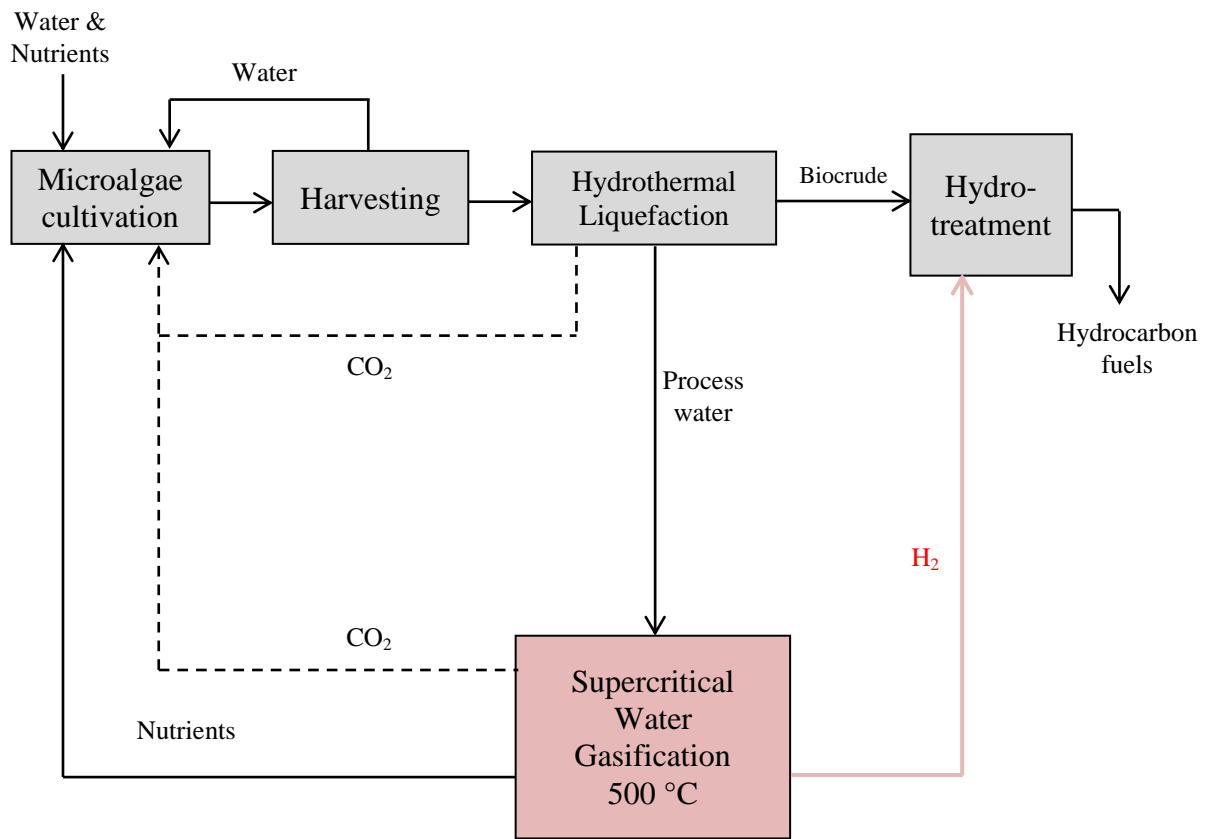 Water &
Nutrients
Water
Microalgae
cultivation
Harvesting
Hydrothermal
Liquefaction
Biocrude
Hydro-
treatment
Hydrocarbon
fuels
CO₂
Process
water
H₂
CO₂
Nutrients
Supercritical
Water
Gasification
500 °C